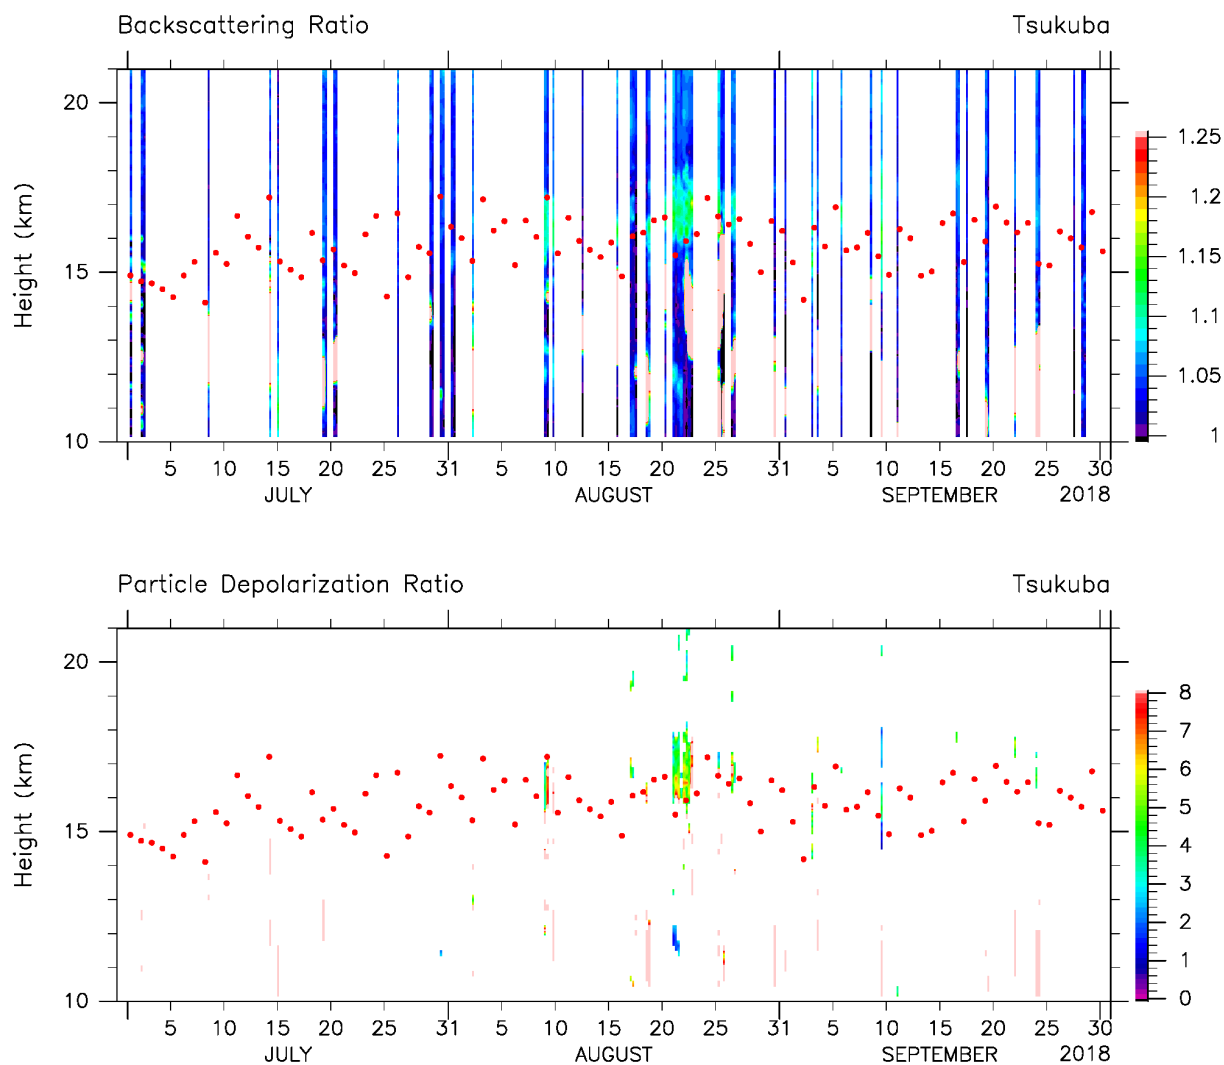 Backscattering Ratio Tsukuba
20
15
10
Height (km)
1.25
1.2
1.15
1.1
1.05
1
5 10 15 20 25 31 5 10 15 20 25 31 5 10 15 20 25 30
JULY AUGUST SEPTEMBER 2018
Particle Depolarization Ratio Tsukuba
20
15
10
Height (km)
8
7
6
5
4
3
2
1
0
5 10 15 20 25 31 5 10 15 20 25 31 5 10 15 20 25 30
JULY AUGUST SEPTEMBER 2018